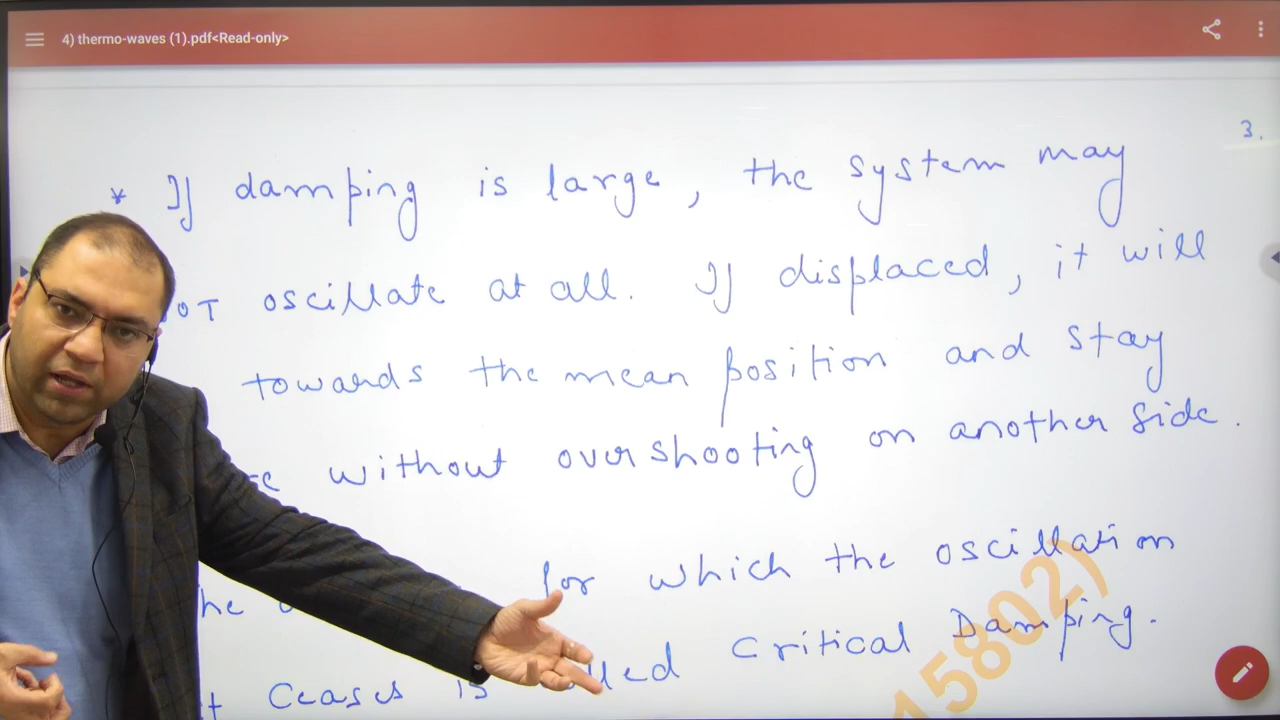 4) thermo-waves (1).pdf<Read-only>
3.
* If damping is large, the system may
oscillate at all. If displaced, it will
towards the mean position and stay
without overshooting on another side.
for which the oscillation
ceases is Critical Damping.
15802)